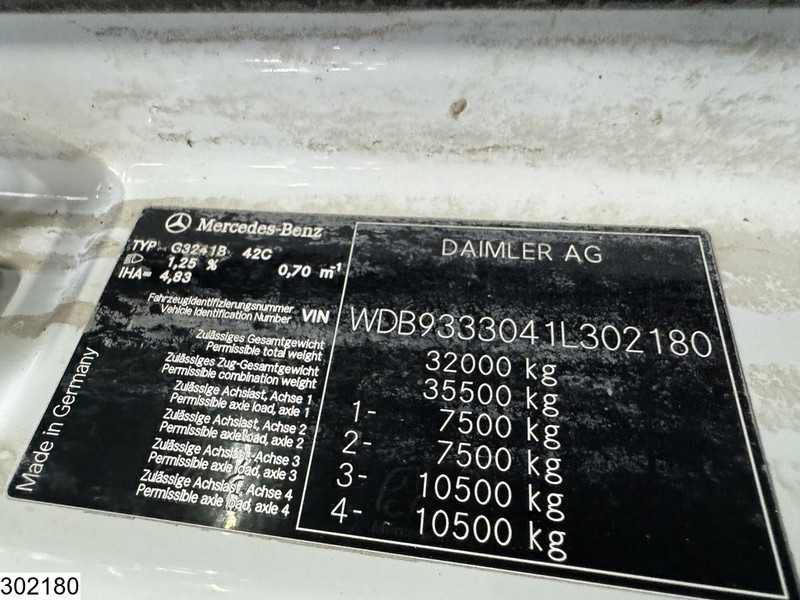 Mercedes-Benz
TYP G3241B 42C
1,25 % 0,70 m⁻¹
IHA= 4,83
DAIMLER AG
Fahrzeugidentifizierungsnummer
Vehicle Identification Number VIN WDB9333041L302180
Zulässiges Gesamtgewicht
Permissible total weight 32000 kg
Zulässiges Zug-Gesamtgewicht
Permissible combination weight 35500 kg
Zulässige Achslast, Achse 1
Permissible axle load, axle 1 1- 7500 kg
Zulässige Achslast, Achse 2
Permissible axle load, axle 2 2- 7500 kg
Zulässige Achslast, Achse 3
Permissible axle load, axle 3 3- 10500 kg
Zulässige Achslast, Achse 4
Permissible axle load, axle 4 4- 10500 kg
Made in Germany
302180